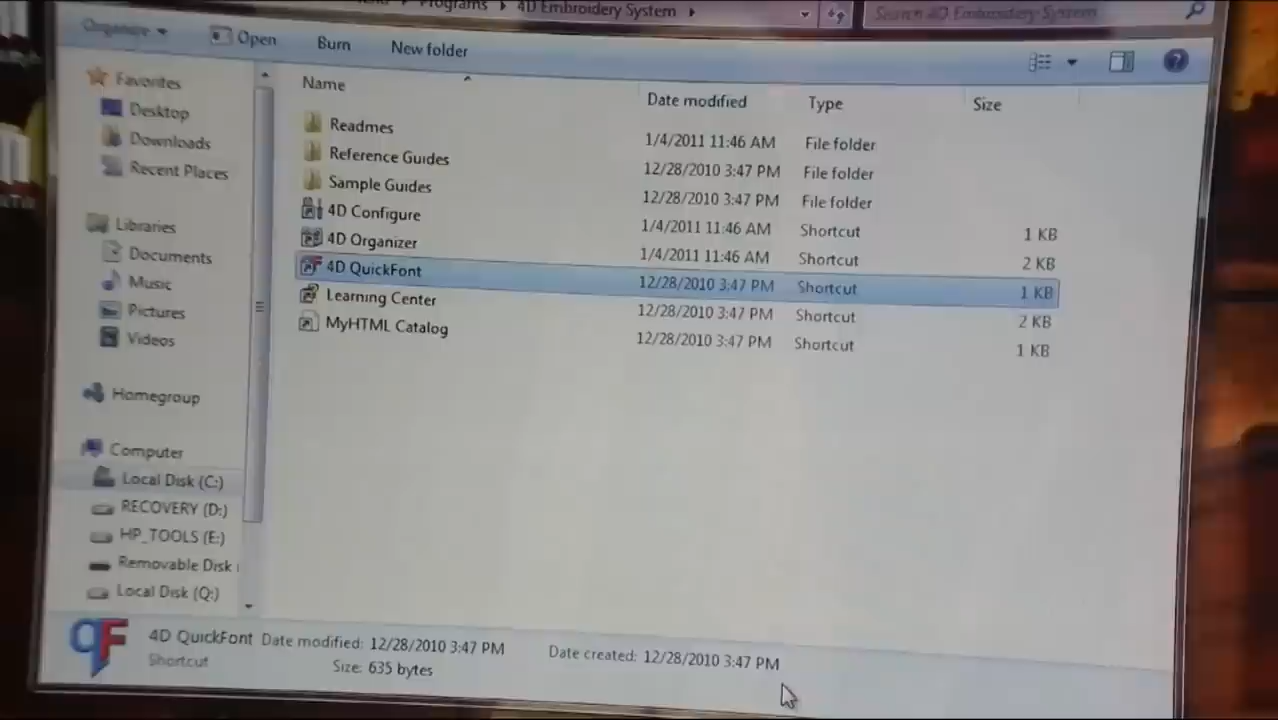 Programs 4D Embroidery System Search 4D Embroidery System
Organize Open Burn New folder
Name Date modified Type Size
Readmes 1/4/2011 11:46 AM File folder
Reference Guides 12/28/2010 3:47 PM File folder
Sample Guides 12/28/2010 3:47 PM File folder
4D Configure 1/4/2011 11:46 AM Shortcut 1 KB
4D Organizer 1/4/2011 11:46 AM Shortcut 2 KB
4D QuickFont 12/28/2010 3:47 PM Shortcut 1 KB
Learning Center 12/28/2010 3:47 PM Shortcut 2 KB
MyHTML Catalog 12/28/2010 3:47 PM Shortcut 1 KB
Favorites
Desktop
Downloads
Recent Places
Libraries
Documents
Music
Pictures
Videos
Homegroup
Computer
Local Disk (C:)
RECOVERY (D:)
HP_TOOLS (E:)
Removable Disk
Local Disk (Q:)
QF
4D QuickFont Date modified: 12/28/2010 3:47 PM Date created: 12/28/2010 3:47 PM
Shortcut Size: 635 bytes